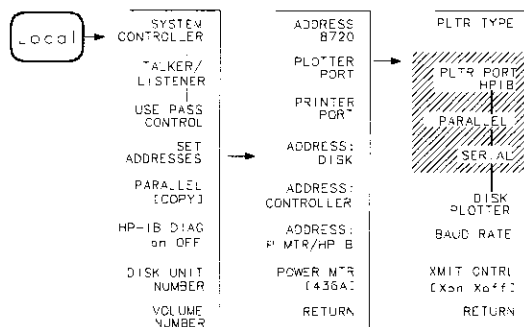 Local
SYSTEM
CONTROLLER
TALKER/
LISTENER
USE PASS
CONTROL
SET
ADDRESSES
PARALLEL
[COPY]
HP-IB DIAG
on OFF
DISK UNIT
NUMBER
VOLUME
NUMBER
ADDRESS
8720
PLOTTER
PORT
PRINTER
PORT
ADDRESS:
DISK
ADDRESS:
CONTROLLER
ADDRESS:
P MTR/HPIB
POWER MTR
[436A]
RETURN
PLTR TYPE
PLTR PORT
HPIB
PARALLEL
SERIAL
DISK
PLOTTER
BAUD RATE
XMIT CNTRL
[Xon Xoff]
RETURN